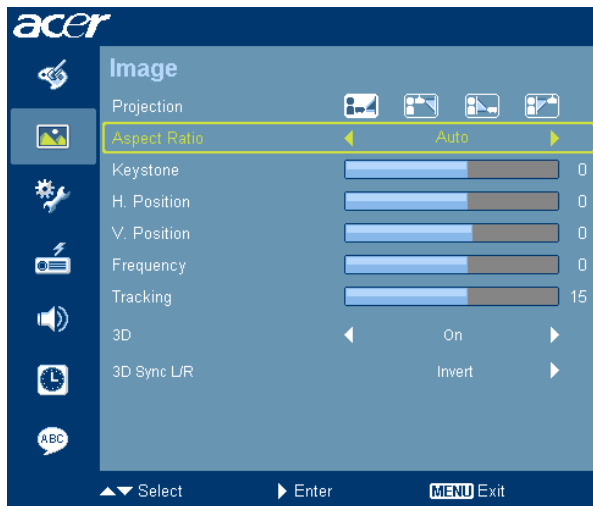 acer
Image
Projection
Aspect Ratio Auto
Keystone 0
H. Position 0
V. Position 0
Frequency 0
Tracking 15
3D On
3D Sync L/R Invert
ABC
Select Enter MENU Exit